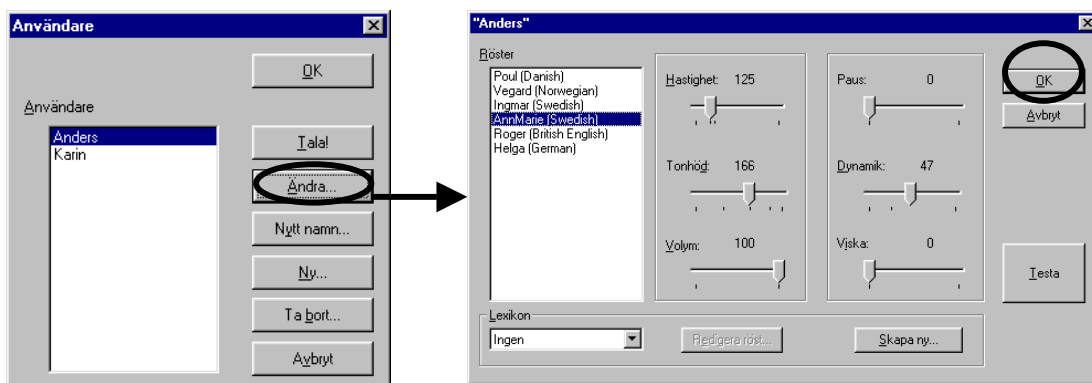 Användare
OK
Användare
Anders
Karin
Tala!
Ändra...
Nytt namn...
Ny...
Ta bort...
Avbryt
"Anders"
Röster
Poul (Danish)
Vegard (Norwegian)
Ingmar (Swedish)
AnnMarie (Swedish)
Roger (British English)
Helga (German)
Hastighet: 125
Tonhöd: 166
Volym: 100
Paus: 0
Dynamik: 47
Viska: 0
OK
Avbryt
Testa
Lexikon
Ingen
Redigera röst...
Skapa ny...